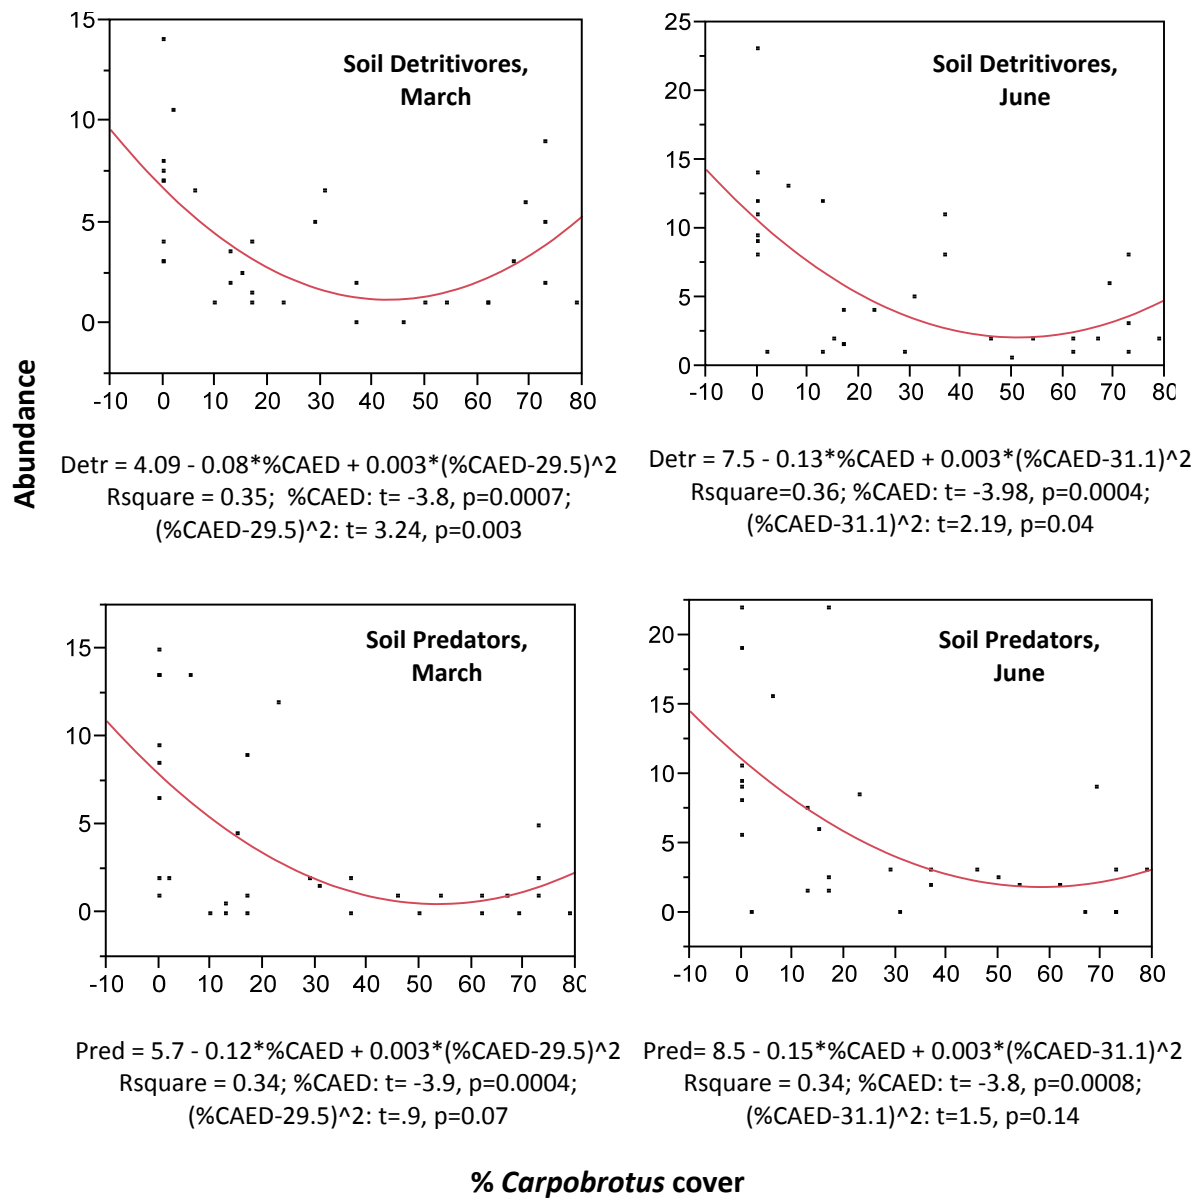 Abundance
15
10
5
0
-10 0 10 20 30 40 50 60 70 80
Soil Detritivores,
March
Detr = 4.09 - 0.08*%CAED + 0.003*(%CAED-29.5)^2
Rsquare = 0.35; %CAED: t= -3.8, p=0.0007;
(%CAED-29.5)^2: t= 3.24, p=0.003
25
20
15
10
5
0
-10 0 10 20 30 40 50 60 70 80
Soil Detritivores,
June
Detr = 7.5 - 0.13*%CAED + 0.003*(%CAED-31.1)^2
Rsquare=0.36; %CAED: t= -3.98, p=0.0004;
(%CAED-31.1)^2: t=2.19, p=0.04
15
10
5
0
-10 0 10 20 30 40 50 60 70 80
Soil Predators,
March
Pred = 5.7 - 0.12*%CAED + 0.003*(%CAED-29.5)^2
Rsquare = 0.34; %CAED: t= -3.9, p=0.0004;
(%CAED-29.5)^2: t=.9, p=0.07
20
15
10
5
0
-10 0 10 20 30 40 50 60 70 80
Soil Predators,
June
Pred= 8.5 - 0.15*%CAED + 0.003*(%CAED-31.1)^2
Rsquare = 0.34; %CAED: t= -3.8, p=0.0008;
(%CAED-31.1)^2: t=1.5, p=0.14
% Carpobrotus cover